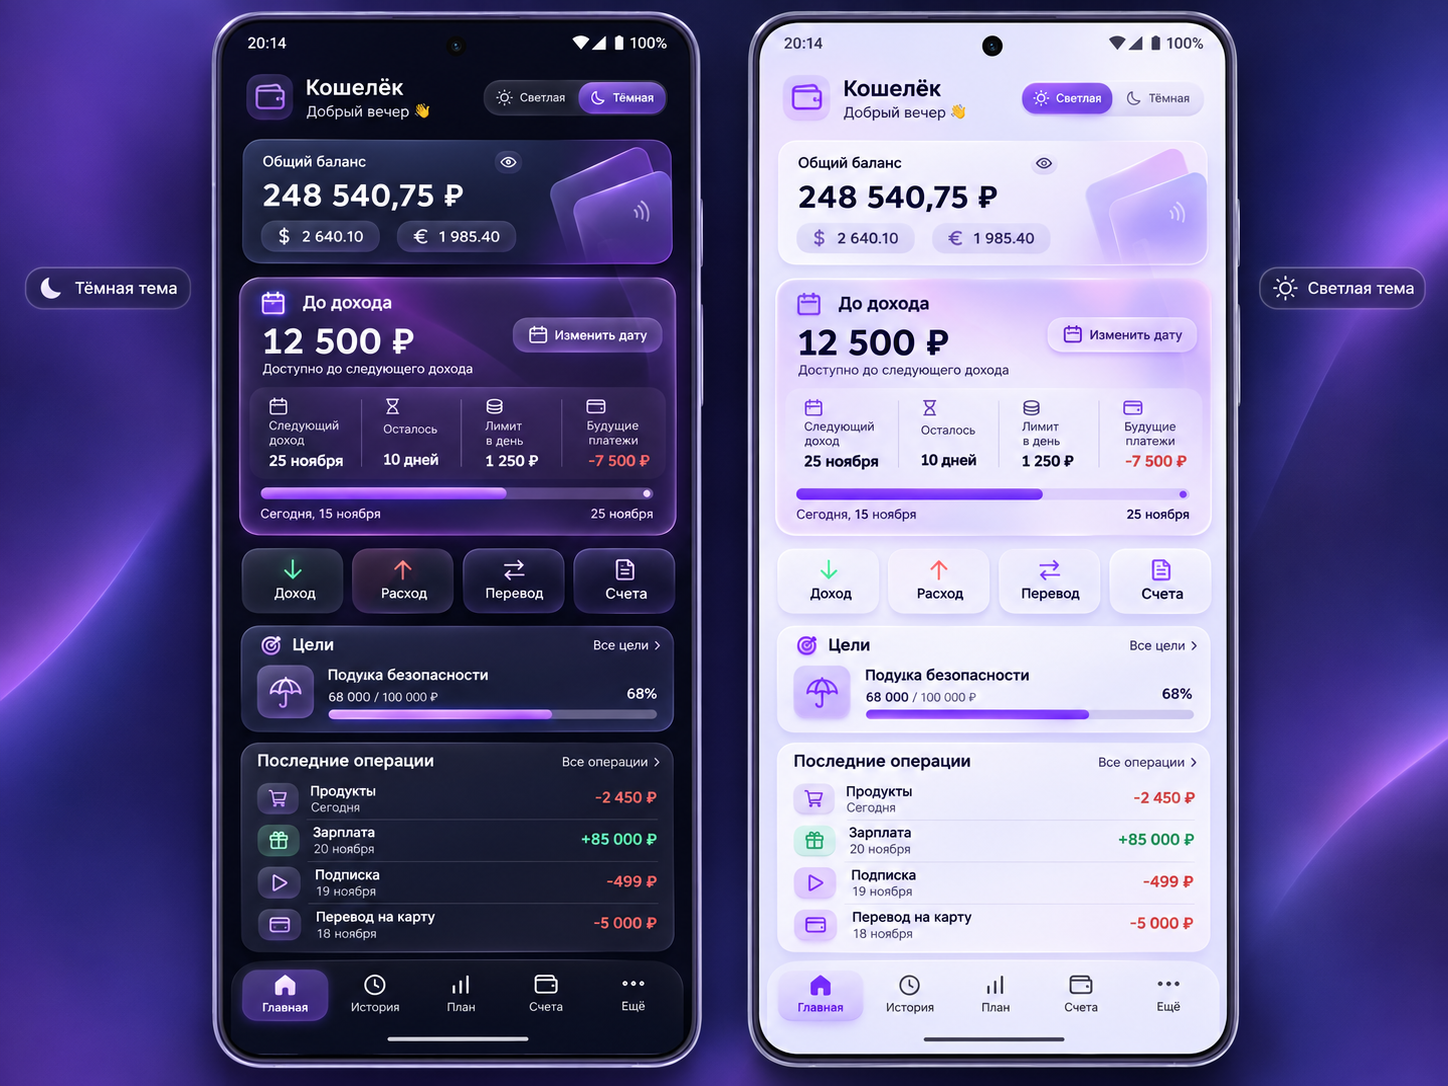 20:14
100%
Кошелёк
Добрый вечер 👋
Светлая
Тёмная
Общий баланс
248 540,75 ₽
$ 2 640.10
€ 1 985.40
До дохода
12 500 ₽
Изменить дату
Доступно до следующего дохода
Следующий
доход
25 ноября
Осталось
10 дней
Лимит
в день
1 250 ₽
Будущие
платежи
-7 500 ₽
Сегодня, 15 ноября
25 ноября
Доход
Расход
Перевод
Счета
Цели
Все цели >
Подушка безопасности
68 000 / 100 000 ₽
68%
Последние операции
Все операции >
Продукты
Сегодня
-2 450 ₽
Зарплата
20 ноября
+85 000 ₽
Подписка
19 ноября
-499 ₽
Перевод на карту
18 ноября
-5 000 ₽
Главная
История
План
Счета
Ещё
Тёмная тема
20:14
100%
Кошелёк
Добрый вечер 👋
Светлая
Тёмная
Общий баланс
248 540,75 ₽
$ 2 640.10
€ 1 985.40
До дохода
12 500 ₽
Изменить дату
Доступно до следующего дохода
Следующий
доход
25 ноября
Осталось
10 дней
Лимит
в день
1 250 ₽
Будущие
платежи
-7 500 ₽
Сегодня, 15 ноября
25 ноября
Доход
Расход
Перевод
Счета
Цели
Все цели >
Подушка безопасности
68 000 / 100 000 ₽
68%
Последние операции
Все операции >
Продукты
Сегодня
-2 450 ₽
Зарплата
20 ноября
+85 000 ₽
Подписка
19 ноября
-499 ₽
Перевод на карту
18 ноября
-5 000 ₽
Главная
История
План
Счета
Ещё
Светлая тема